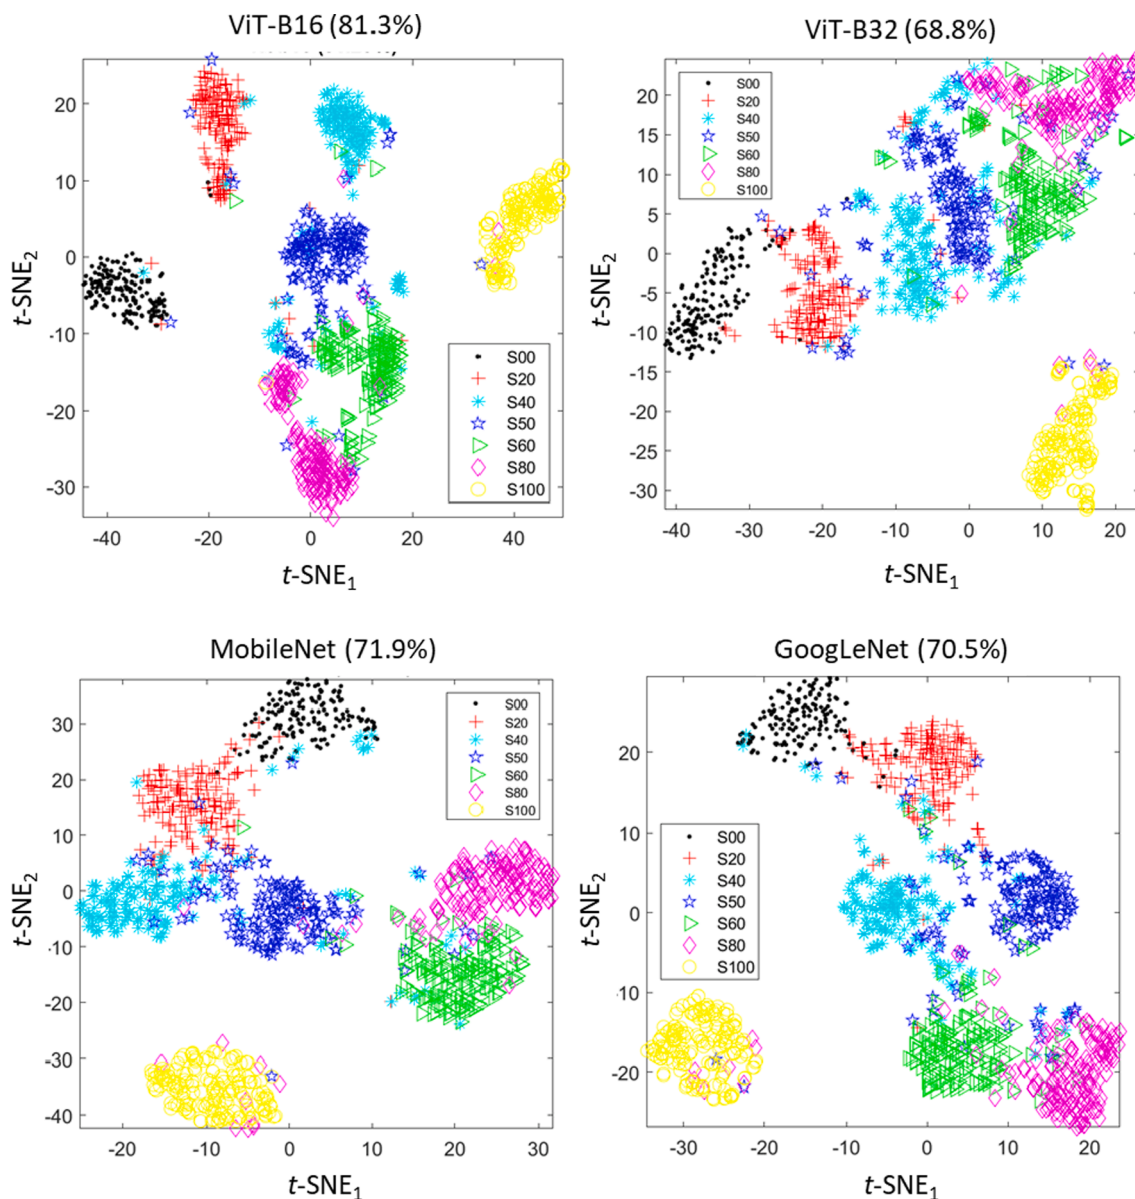 ViT-B16 (81.3%)
20
10
0
-10
-20
-30
-40
-20
0
20
40
t-SNE₂
t-SNE₁
S00
S20
S40
S50
S60
S80
S100
ViT-B32 (68.8%)
20
15
10
5
0
-5
-10
-15
-20
-25
-30
-40
-30
-20
-10
0
10
20
t-SNE₂
t-SNE₁
S00
S20
S40
S50
S60
S80
S100
MobileNet (71.9%)
30
20
10
0
-10
-20
-30
-40
-20
-10
0
10
20
30
t-SNE₂
t-SNE₁
S00
S20
S40
S50
S60
S80
S100
GoogLeNet (70.5%)
20
10
0
-10
-20
-30
-20
-10
0
10
20
t-SNE₂
t-SNE₁
S00
S20
S40
S50
S60
S80
S100